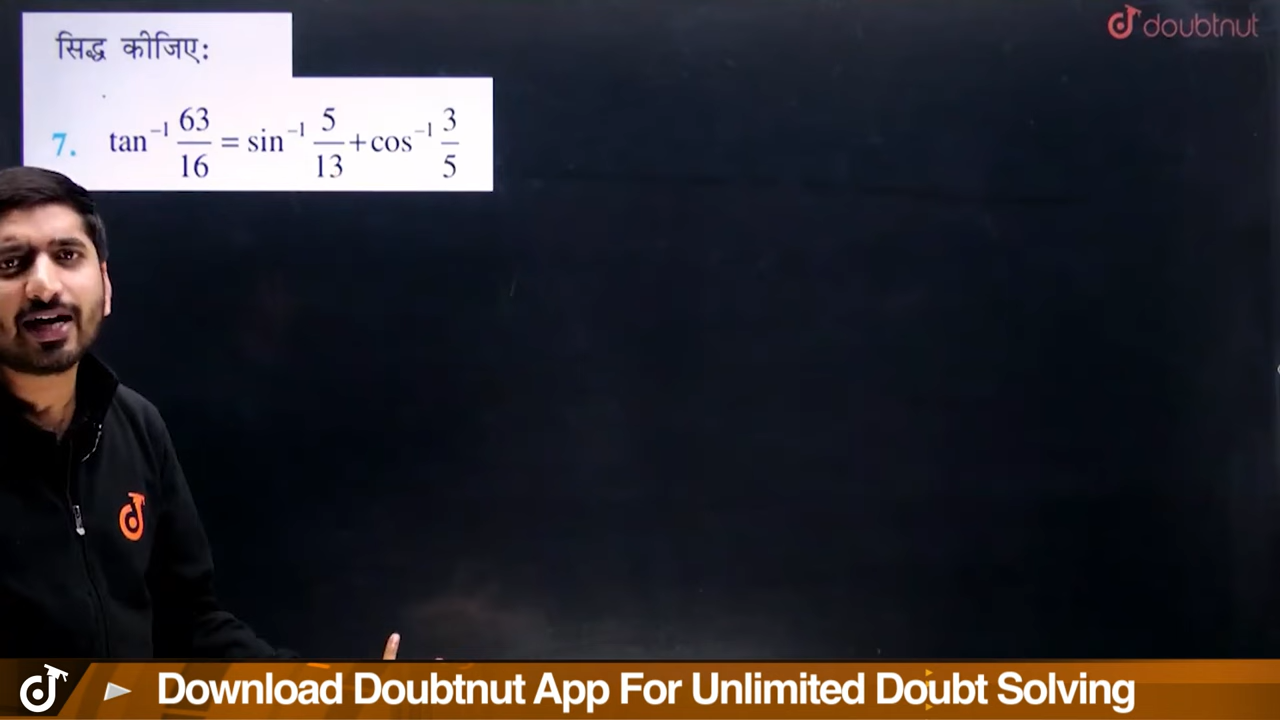 सिद्ध कीजिए:
doubtnut
7. tan⁻¹ 63/16 = sin⁻¹ 5/13 + cos⁻¹ 3/5
Download Doubtnut App For Unlimited Doubt Solving